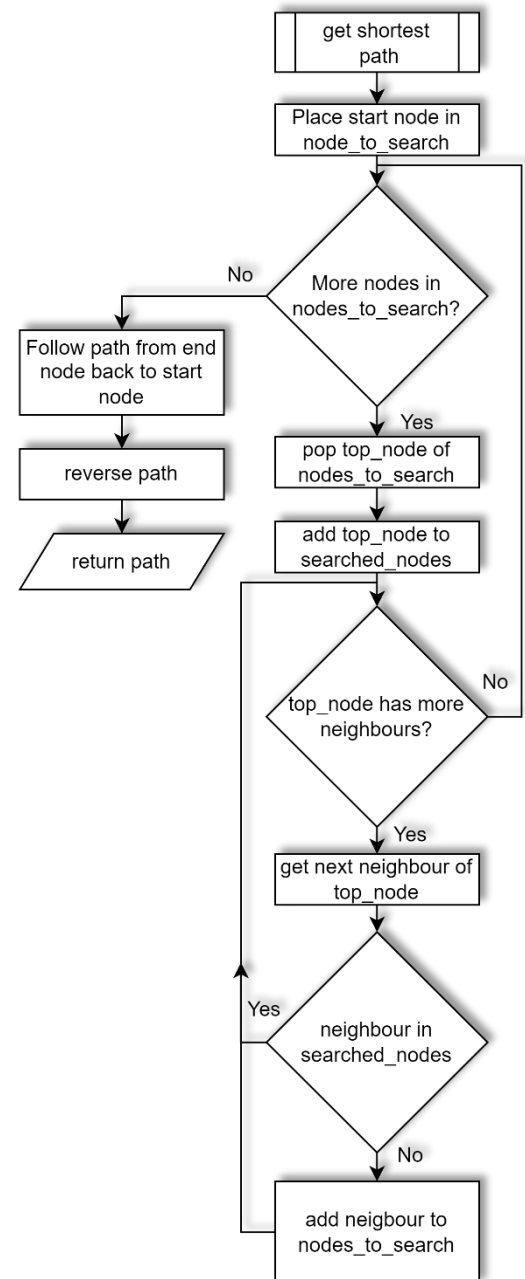 get shortest
path
Place start node in
node_to_search
More nodes in
nodes_to_search?
No
Follow path from end
node back to start
node
reverse path
return path
Yes
pop top_node of
nodes_to_search
add top_node to
searched_nodes
top_node has more
neighbours?
No
Yes
get next neighbour of
top_node
neighbour in
searched_nodes
Yes
No
add neigbour to
nodes_to_search